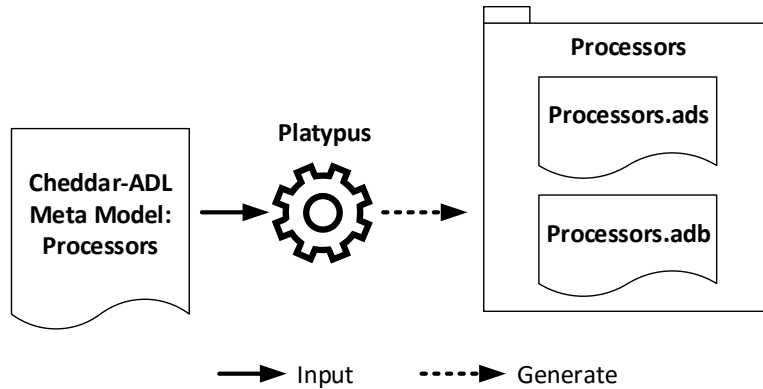 Cheddar-ADL
Meta Model:
Processors
Platypus
Processors
Processors.ads
Processors.adb
Input
Generate